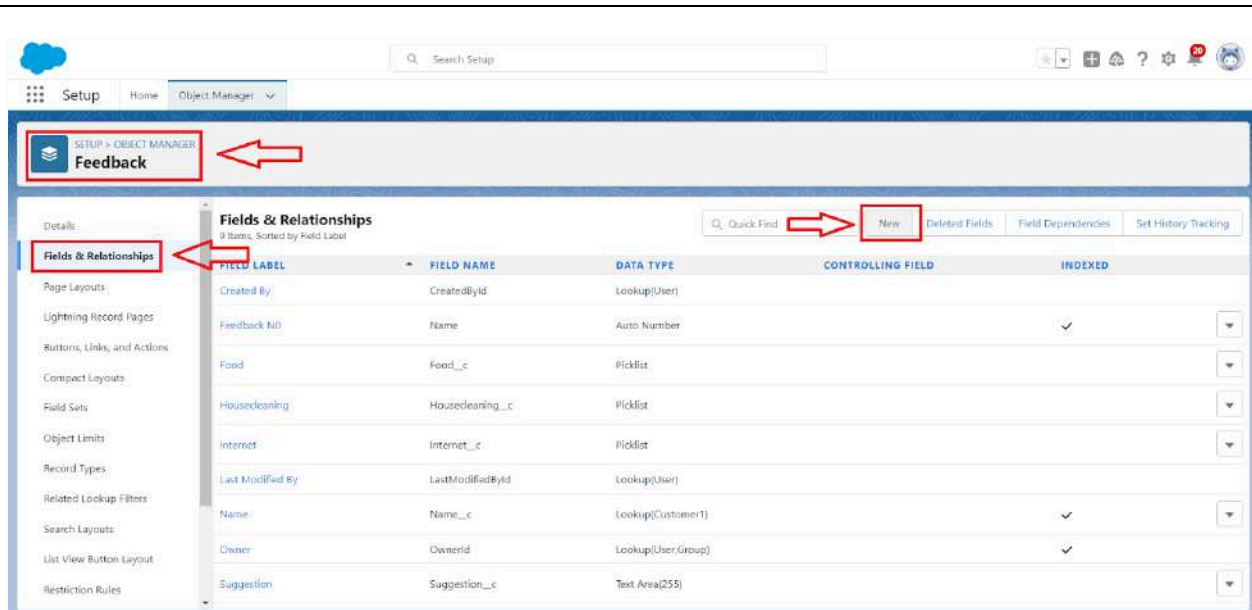 Search Setup
20
Setup Home Object Manager
SETUP > OBJECT MANAGER
Feedback
Details
Fields & Relationships
Page Layouts
Lightning Record Pages
Buttons, Links, and Actions
Compact Layouts
Field Sets
Object Limits
Record Types
Related Lookup Filters
Search Layouts
List View Button Layout
Restriction Rules
Fields & Relationships
9 Items, Sorted by Field Label
Quick Find New Deleted Fields Field Dependencies Set History Tracking
FIELD LABEL FIELD NAME DATA TYPE CONTROLLING FIELD INDEXED
Created By CreatedById Lookup(User)
Feedback N0 Name Auto Number
Food Food__c Picklist
Housecleaning Housecleaning__c Picklist
Internet Internet__c Picklist
Last Modified By LastModifiedById Lookup(User)
Name Name__c Lookup(Customer1)
Owner OwnerId Lookup(User,Group)
Suggestion Suggestion__c Text Area(255)